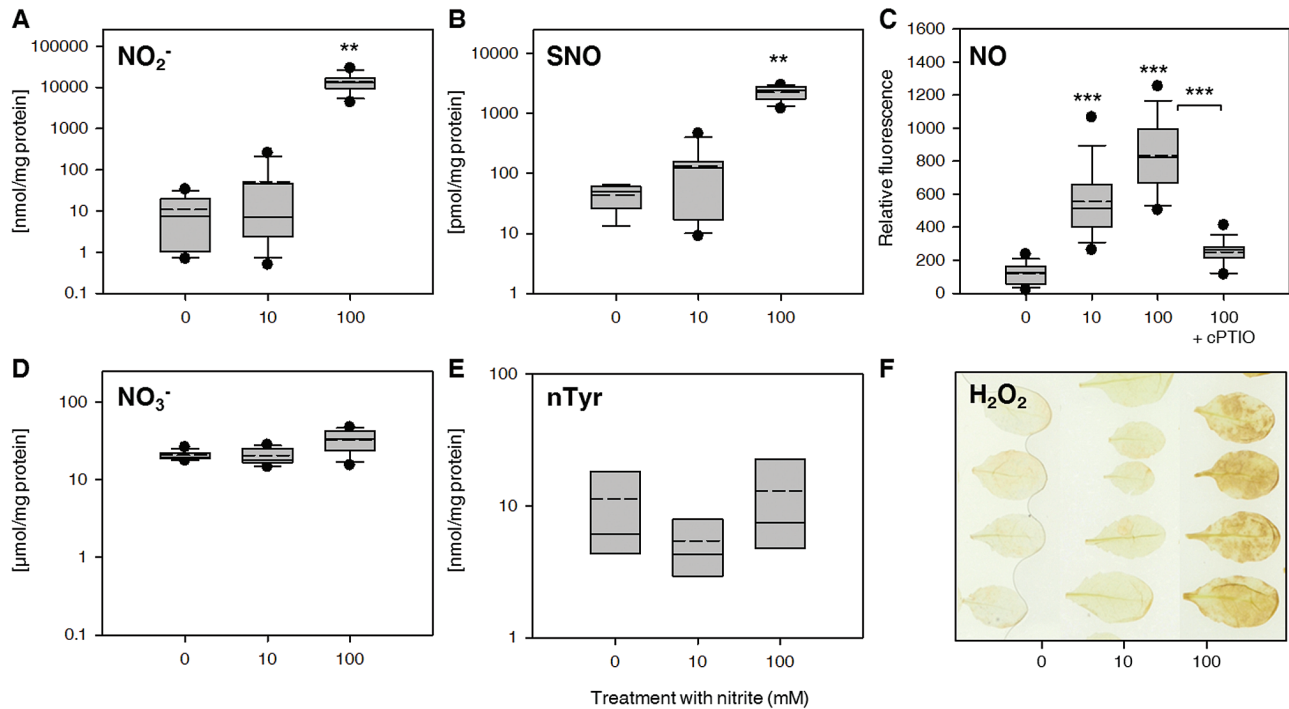 A
NO₂⁻
[nmol/mg protein]
100000
10000
1000
100
10
1
0.1
**
0 10 100
B
SNO
[pmol/mg protein]
10000
1000
100
10
1
**
0 10 100
C
NO
Relative fluorescence
1600
1400
1200
1000
800
600
400
200
0
***
***
***
0 10 100 100
+ cPTIO
D
NO₃⁻
[µmol/mg protein]
100
10
1
0.1
0 10 100
E
nTyr
[nmol/mg protein]
100
10
1
0 10 100
Treatment with nitrite (mM)
F
H₂O₂
0 10 100